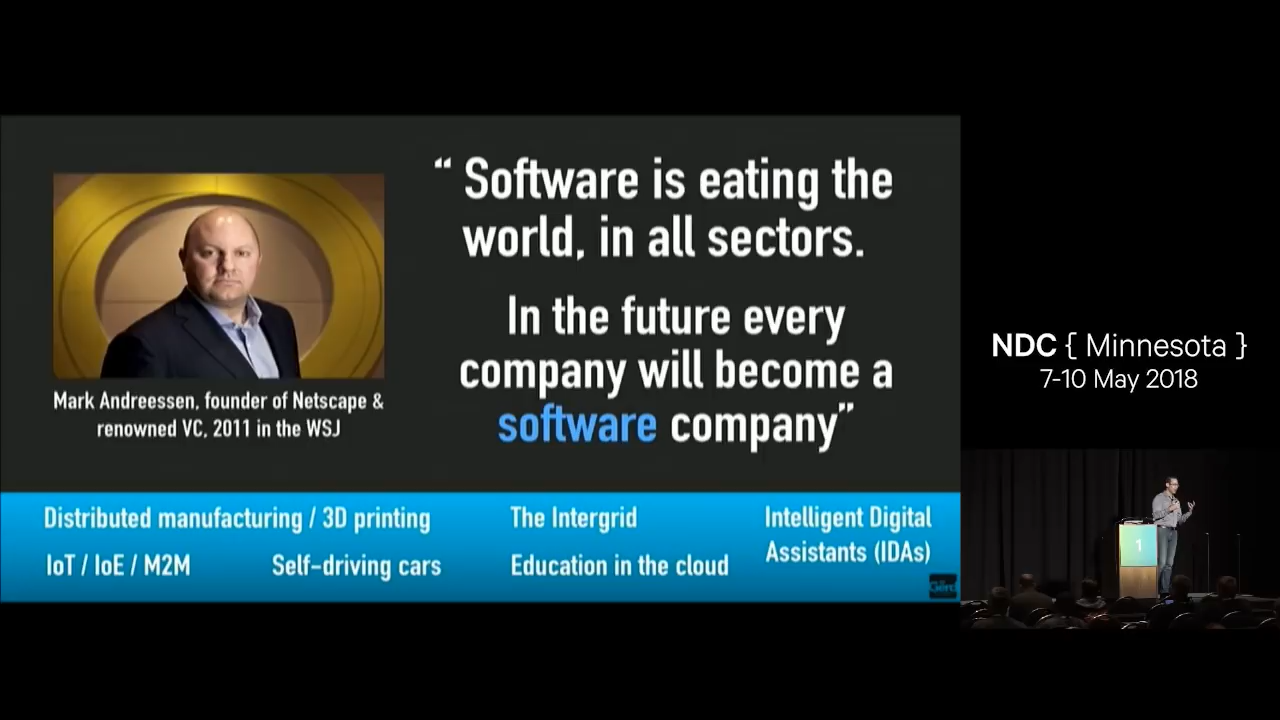 “ Software is eating the
world, in all sectors.
In the future every
company will become a
software company”
Mark Andreessen, founder of Netscape &
renowned VC, 2011 in the WSJ
Distributed manufacturing / 3D printing
The Intergrid
Intelligent Digital
Assistants (IDAs)
IoT / IoE / M2M
Self-driving cars
Education in the cloud
Gerd
NDC { Minnesota }
7-10 May 2018
1